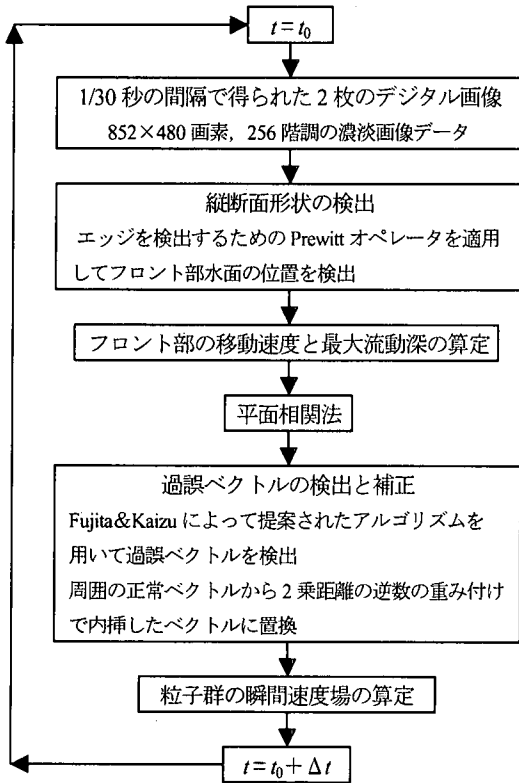 t = t₀
1/30 秒の間隔で得られた 2 枚のデジタル画像
852×480 画素，256 階調の濃淡画像データ
縦断面形状の検出
エッジを検出するための Prewitt オペレータを適用
してフロント部水面の位置を検出
フロント部の移動速度と最大流動深の算定
平面相関法
過誤ベクトルの検出と補正
Fujita＆Kaizu によって提案されたアルゴリズムを
用いて過誤ベクトルを検出
周囲の正常ベクトルから 2 乗距離の逆数の重み付け
で内挿したベクトルに置換
粒子群の瞬間速度場の算定
t = t₀ + Δt